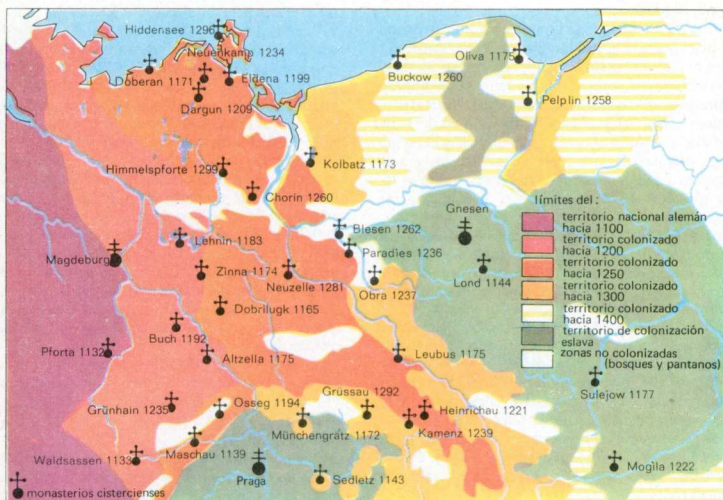 Hiddensee 1296
Neuenkamp 1234
Doberan 1171
Eldena 1199
Dargun 1209
Buckow 1260
Oliva 1175
Pelplin 1258
Himmelspforte 1299
Kolbatz 1173
Chorin 1260
Lehnin 1183
Magdeburg
Zinna 1174
Neuzelle 1281
Blesen 1262
Paradies 1236
Obra 1237
Gnesen
Lond 1144
límites del :
territorio nacional alemán
hacia 1100
territorio colonizado
hacia 1200
territorio colonizado
hacia 1250
territorio colonizado
hacia 1300
territorio colonizado
hacia 1400
territorio de colonización
eslava
zonas no colonizadas
(bosques y pantanos)
Dobrilugk 1165
Buch 1192
Pforta 1132
Altzella 1175
Leubus 1175
Sulejow 1177
Grünhain 1235
Osseg 1194
Grüssau 1292
Heinrichau 1221
Münchengrätz 1172
Kamenz 1239
Waldsassen 1133
Maschau 1139
Praga
Sedletz 1143
Mogila 1222
monasterios cistercienses